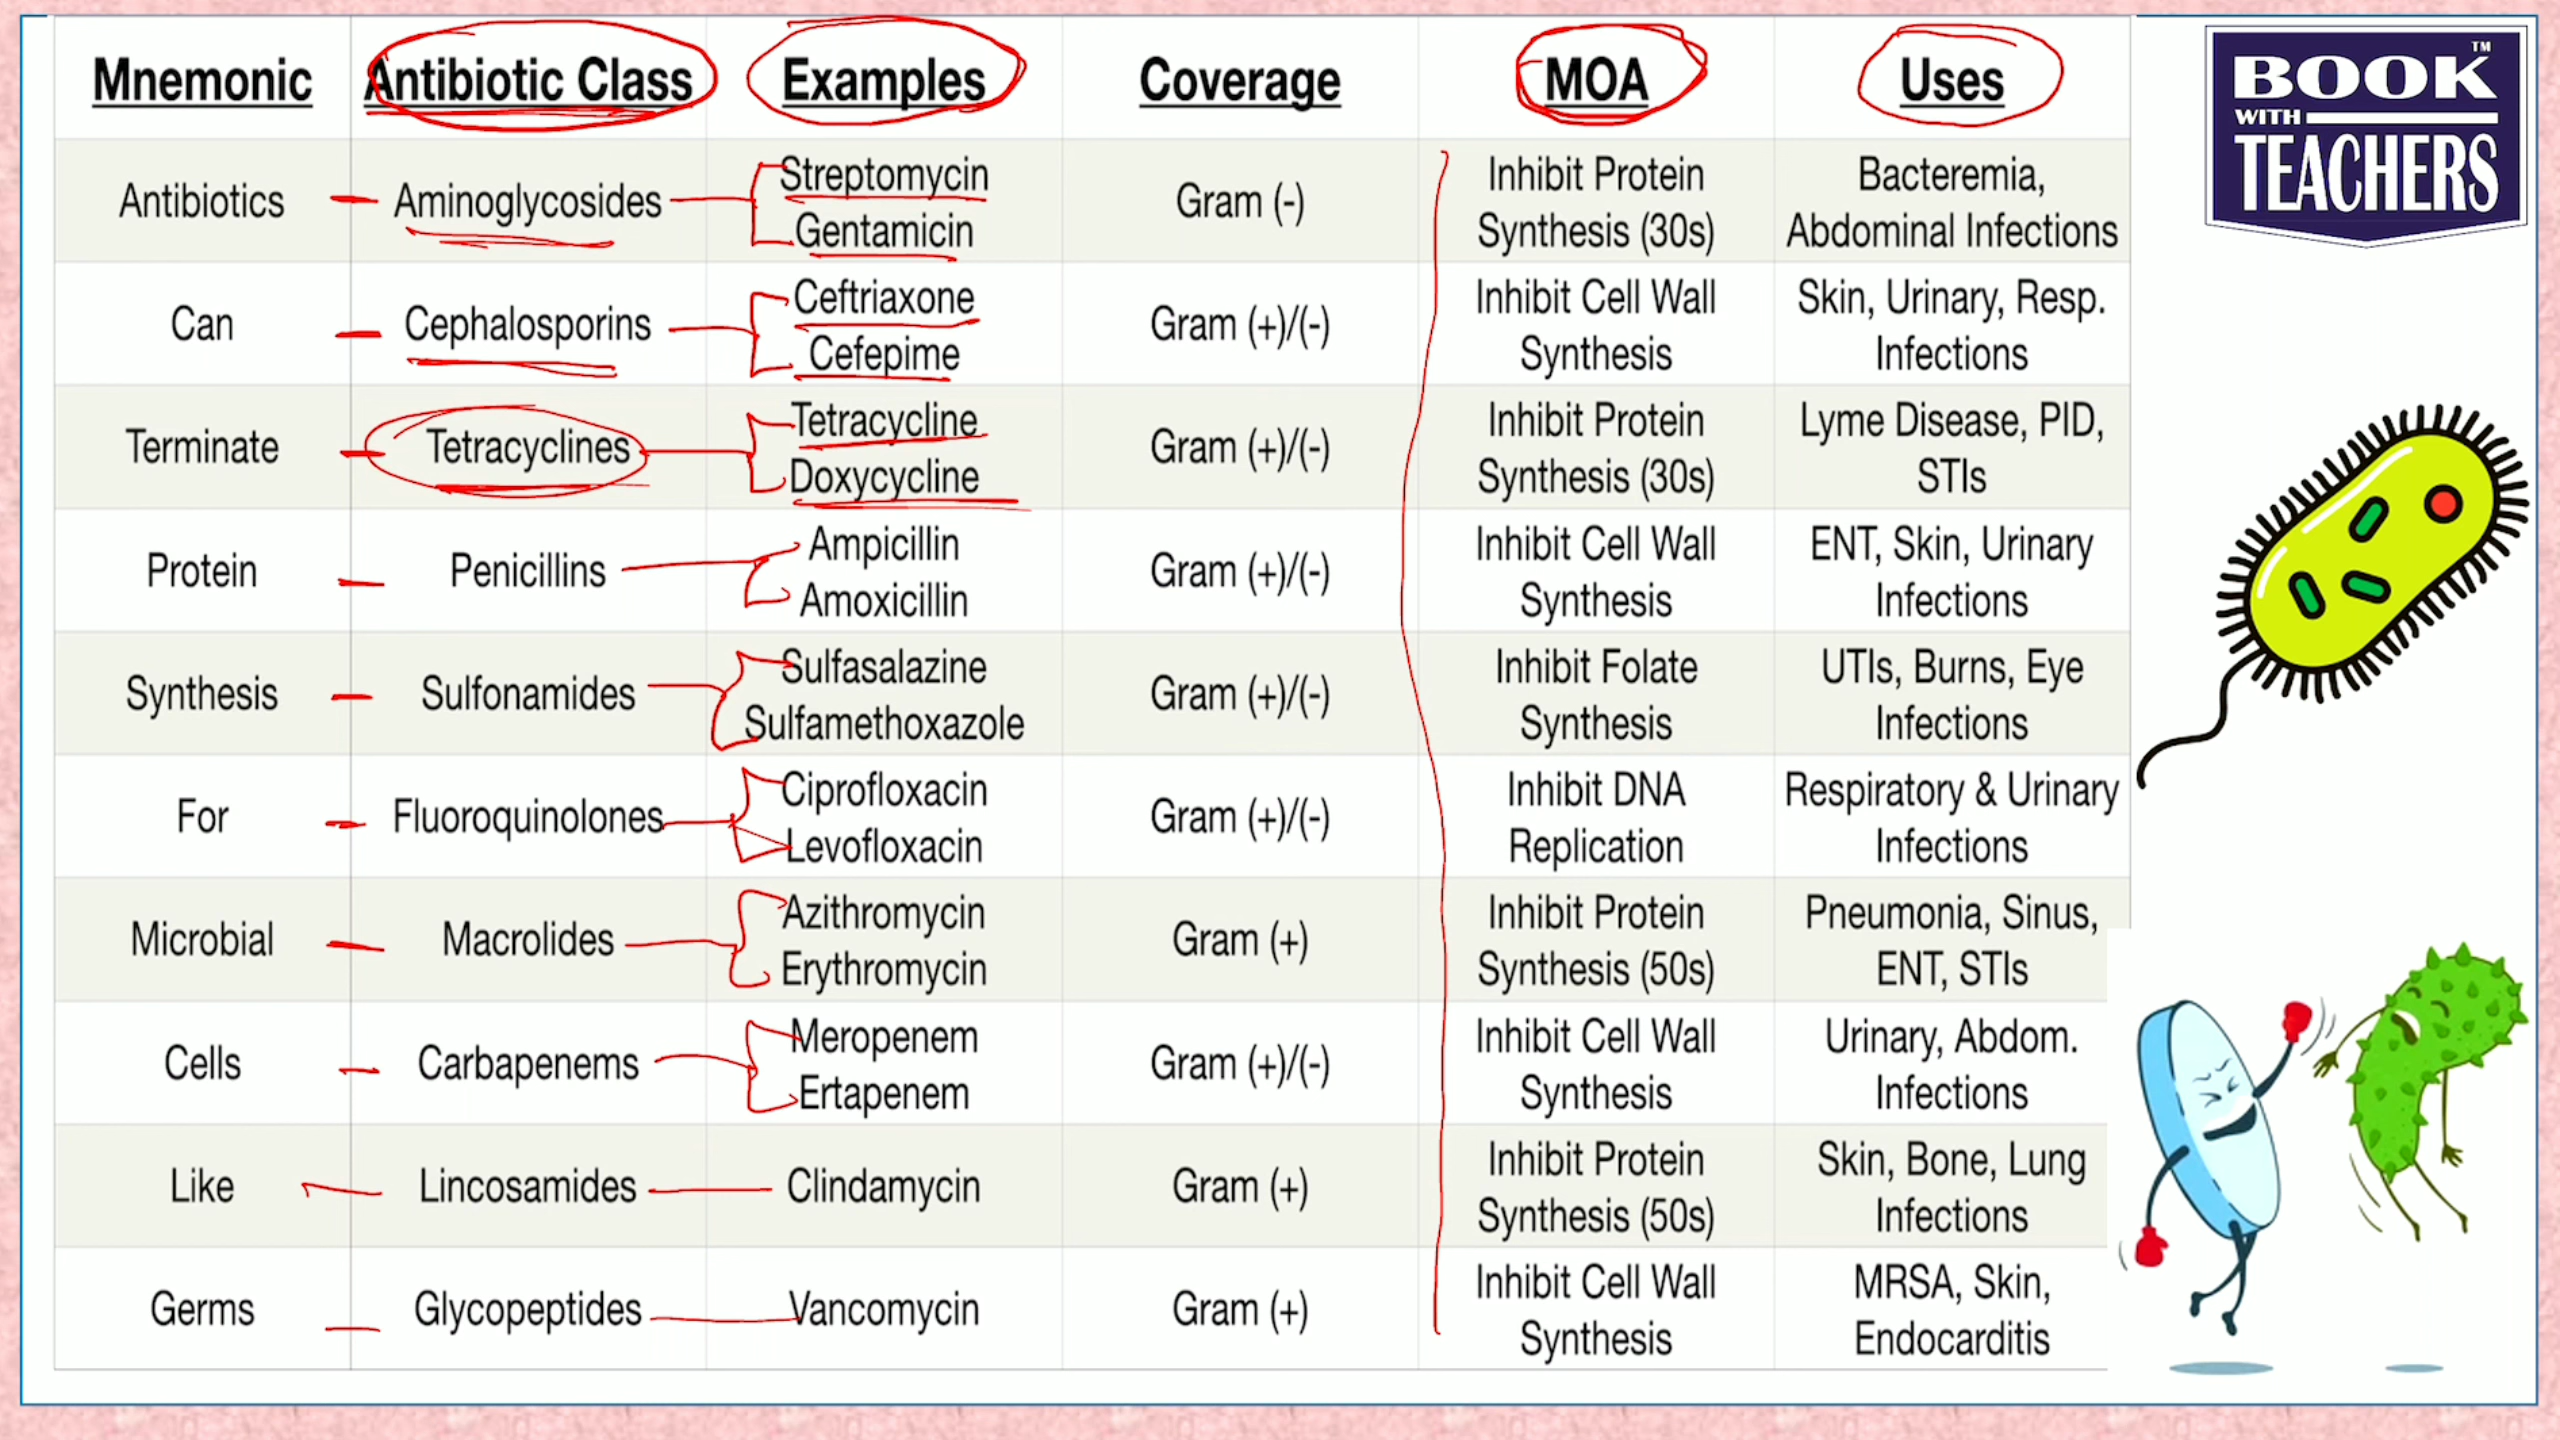 Mnemonic Antibiotic Class Examples Coverage MOA Uses
BOOK™
WITH
TEACHERS
Antibiotics Aminoglycosides Streptomycin Gram (-) Inhibit Protein Bacteremia,
Gentamicin Synthesis (30s) Abdominal Infections
Can Cephalosporins Ceftriaxone Gram (+)/(-) Inhibit Cell Wall Skin, Urinary, Resp.
Cefepime Synthesis Infections
Terminate Tetracyclines Tetracycline Gram (+)/(-) Inhibit Protein Lyme Disease, PID,
Doxycycline Synthesis (30s) STIs
Protein Penicillins Ampicillin Gram (+)/(-) Inhibit Cell Wall ENT, Skin, Urinary
Amoxicillin Synthesis Infections
Synthesis Sulfonamides Sulfasalazine Gram (+)/(-) Inhibit Folate UTIs, Burns, Eye
Sulfamethoxazole Synthesis Infections
For Fluoroquinolones Ciprofloxacin Gram (+)/(-) Inhibit DNA Respiratory & Urinary
Levofloxacin Replication Infections
Microbial Macrolides Azithromycin Gram (+) Inhibit Protein Pneumonia, Sinus,
Erythromycin Synthesis (50s) ENT, STIs
Cells Carbapenems Meropenem Gram (+)/(-) Inhibit Cell Wall Urinary, Abdom.
Ertapenem Synthesis Infections
Like Lincosamides Clindamycin Gram (+) Inhibit Protein Skin, Bone, Lung
Synthesis (50s) Infections
Germs Glycopeptides Vancomycin Gram (+) Inhibit Cell Wall MRSA, Skin,
Synthesis Endocarditis